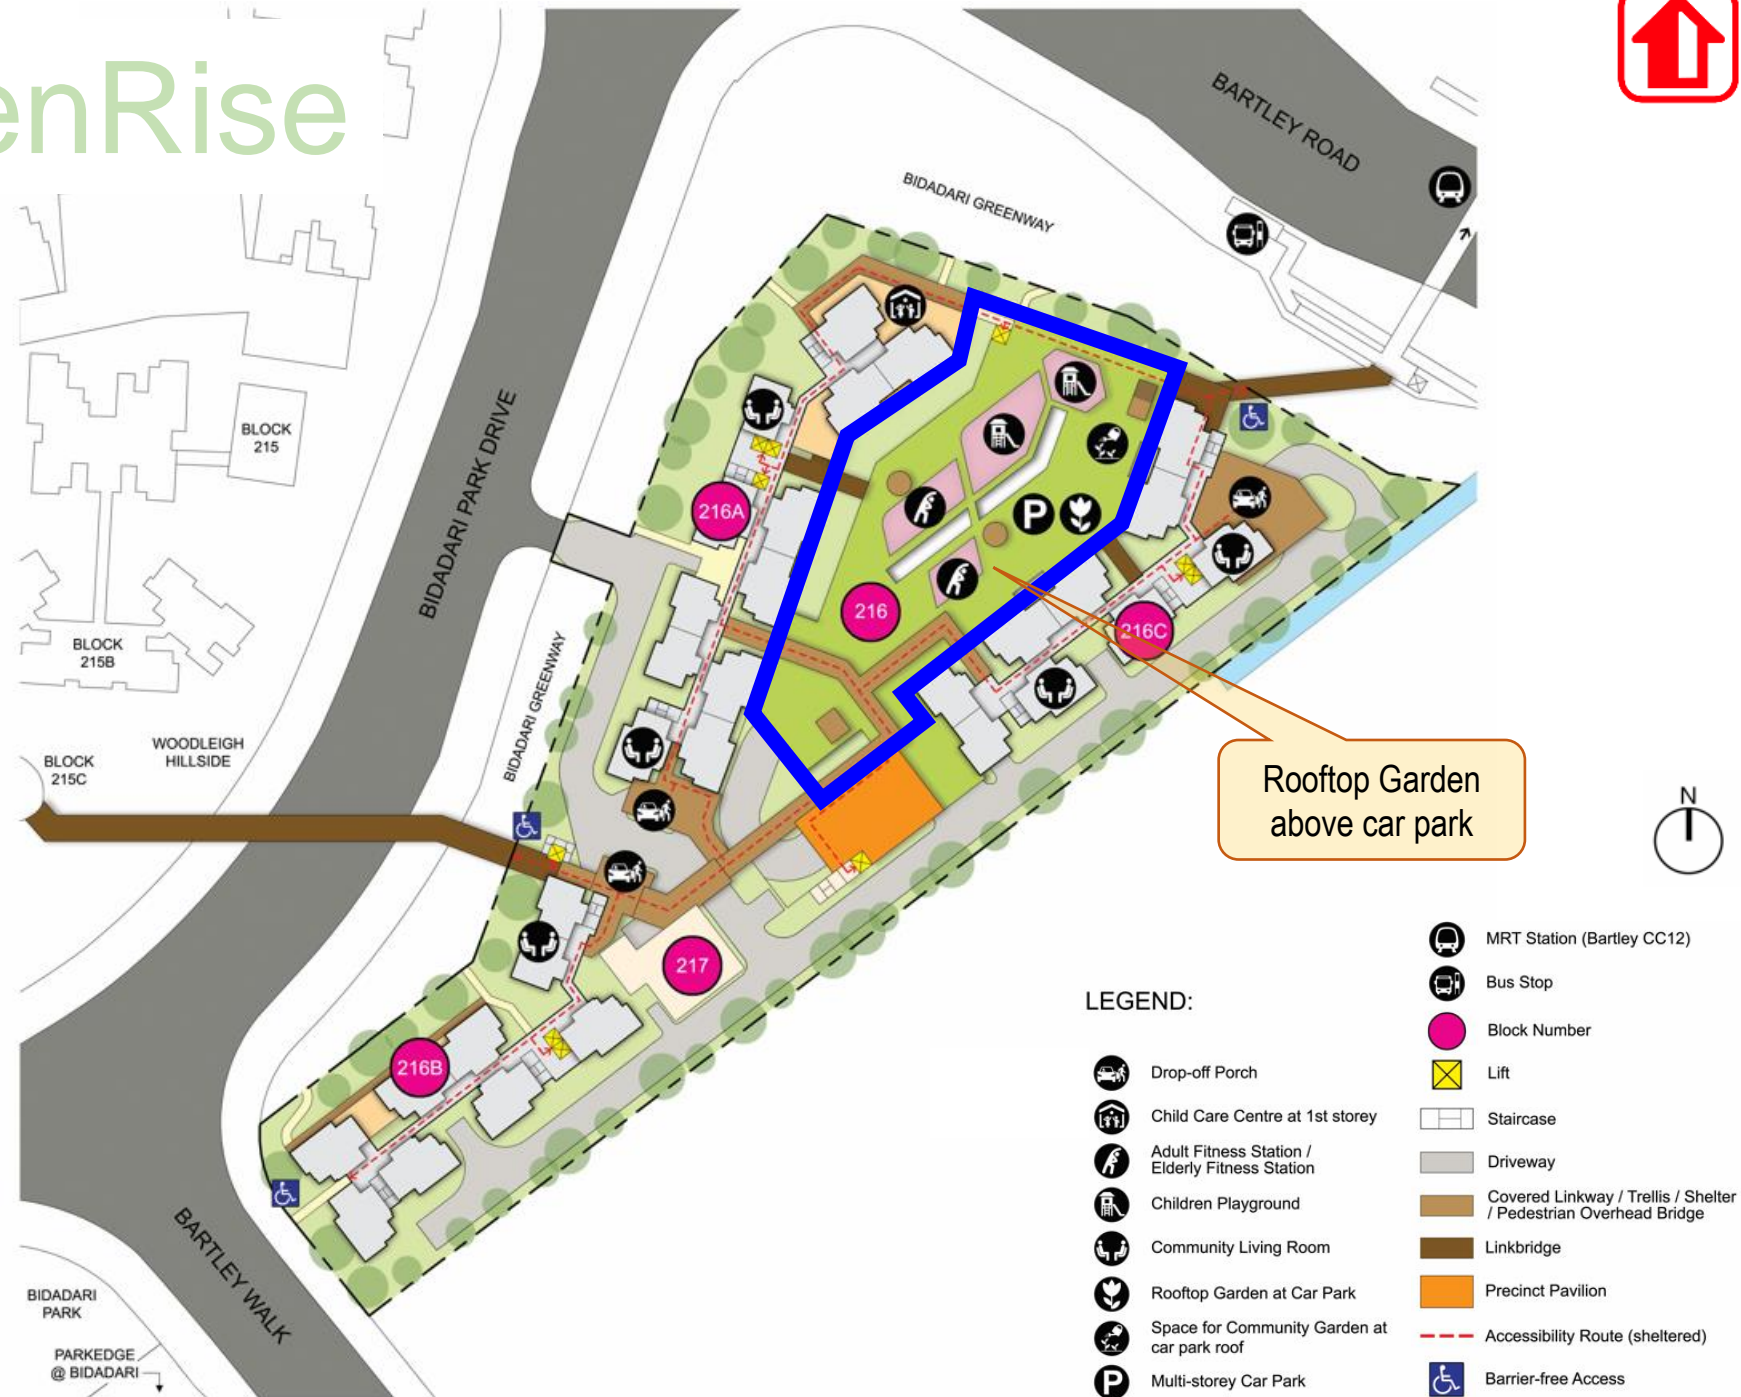 enRise
BARTLEY ROAD
BIDADARI GREENWAY
BIDADARI PARK DRIVE
BLOCK
215
216A
P
216
216C
BLOCK
215B
BIDADARI GREENWAY
WOODLEIGH
HILLSIDE
BLOCK
215C
Rooftop Garden
above car park
N
217
216B
BARTLEY WALK
BIDADARI
PARK
PARKEDGE
@ BIDADARI
LEGEND:
Drop-off Porch
Child Care Centre at 1st storey
Adult Fitness Station /
Elderly Fitness Station
Children Playground
Community Living Room
Rooftop Garden at Car Park
Space for Community Garden at
car park roof
P
Multi-storey Car Park
MRT Station (Bartley CC12)
Bus Stop
Block Number
Lift
Staircase
Driveway
Covered Linkway / Trellis / Shelter
/ Pedestrian Overhead Bridge
Linkbridge
Precinct Pavilion
Accessibility Route (sheltered)
Barrier-free Access